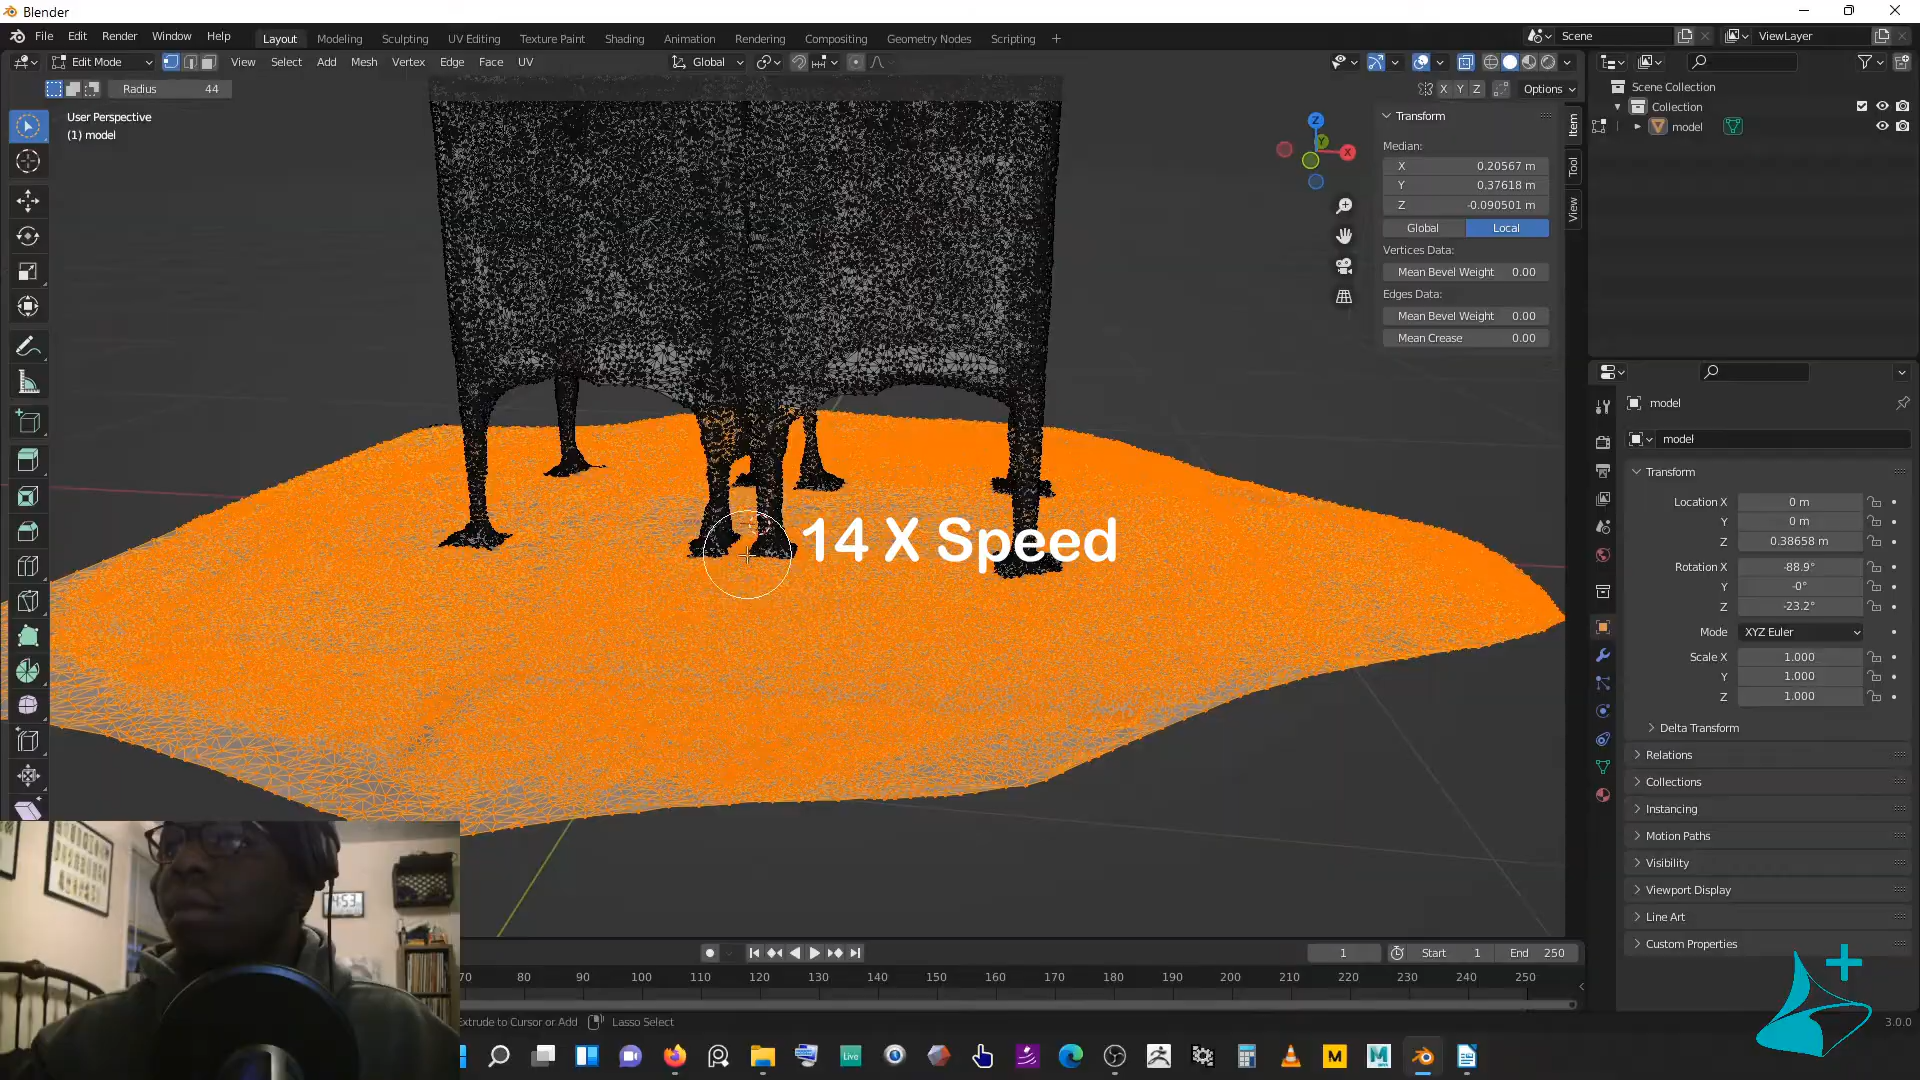 Blender
File Edit Render Window Help
Layout Modeling Sculpting UV Editing Texture Paint Shading Animation Rendering Compositing Geometry Nodes Scripting +
Scene
ViewLayer
Edit Mode
View Select Add Mesh Vertex Edge Face UV
Global
Radius 44
X Y Z
Options
User Perspective
(1) model
Z
Y
X
Transform
Median:
X 0.20567 m
Y 0.37618 m
Z -0.090501 m
Global Local
Vertices Data:
Mean Bevel Weight 0.00
Edges Data:
Mean Bevel Weight 0.00
Mean Crease 0.00
Item
Tool
View
Scene Collection
Collection
model
14 X Speed
model
model
Transform
Location X 0 m
Y 0 m
Z 0.38658 m
Rotation X -88.9°
Y -0°
Z -23.2°
Mode XYZ Euler
Scale X 1.000
Y 1.000
Z 1.000
Delta Transform
Relations
Collections
Instancing
Motion Paths
Visibility
Viewport Display
Line Art
Custom Properties
1 Start 1 End 250
70 80 90 100 110 120 130 140 150 160 170 180 190 200 210 220 230 240 250
Extrude to Cursor or Add Lasso Select
3.0.0
4:53
Live
M
M